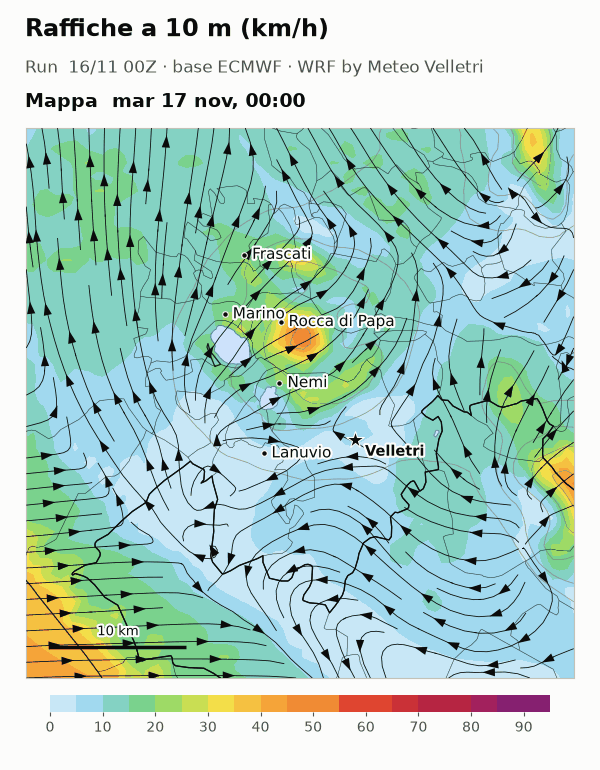 Raffiche a 10 m (km/h)
Run  16/11 00Z · base ECMWF · WRF by Meteo Velletri
Mappa  mar 17 nov, 00:00
Frascati
Marino
Rocca di Papa
Nemi
Lanuvio
Velletri
10 km
0 10 20 30 40 50 60 70 80 90